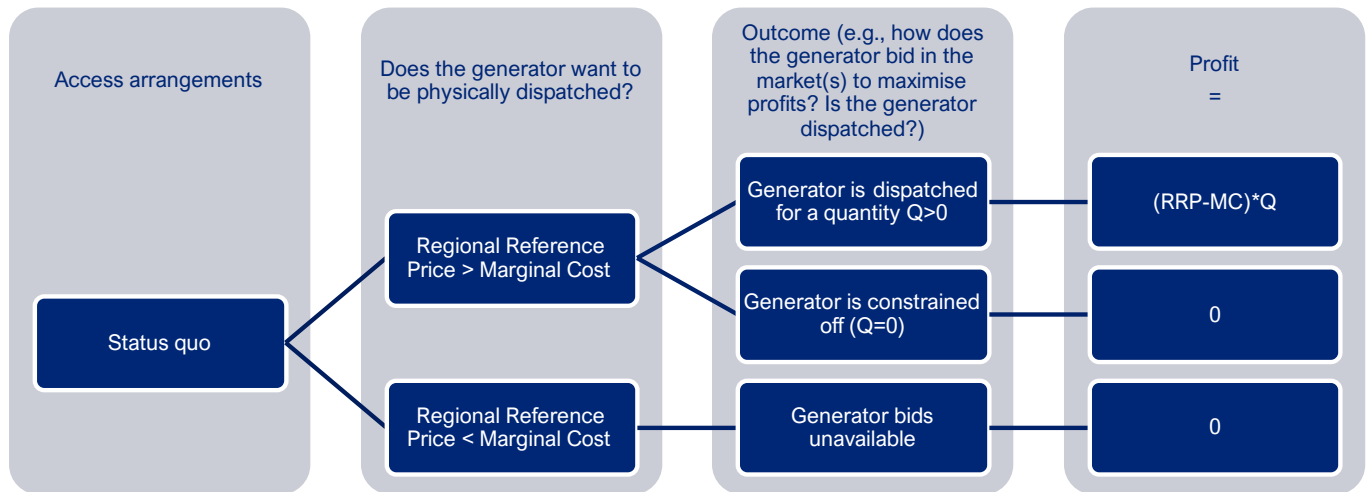 Access arrangements
Does the generator want to
be physically dispatched?
Outcome (e.g., how does
the generator bid in the
market(s) to maximise
profits? Is the generator
dispatched?)
Profit
=
Status quo
Regional Reference
Price > Marginal Cost
Regional Reference
Price < Marginal Cost
Generator is dispatched
for a quantity Q>0
Generator is constrained
off (Q=0)
Generator bids
unavailable
(RRP-MC)*Q
0
0